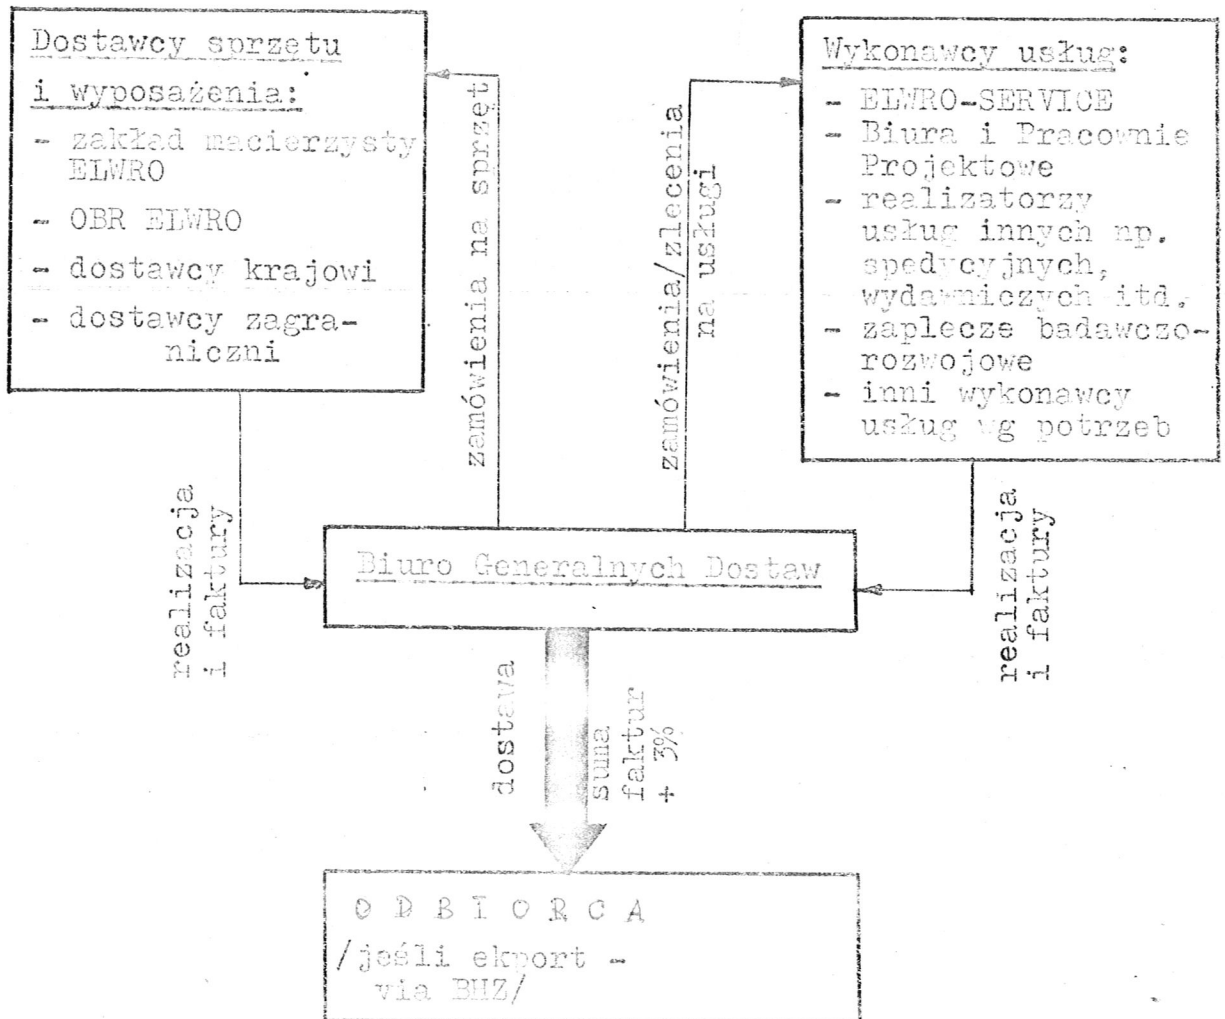 Dostawcy sprzętu
i wyposażenia:
- zakład macierzysty
ELWRO
- OBR ELWRO
- dostawcy krajowi
- dostawcy zagra-
niczni
zamówienia na sprzęt
zamówienia/zlecenia
na usługi
Wykonawcy usług:
- ELWRO-SERVICE
- Biura i Pracownie
Projektowe
- realizatorzy
usług innych np.
spedycyjnych,
wydawniczych itd.
- zaplecze badawczo-
rozwojowe
- inni wykonawcy
usług wg potrzeb
realizacja
i faktury
Biuro Generalnych Dostaw
realizacja
i faktury
dostawa
suma
faktur
+ 3%
O D B I O R C A
/jeśli ekport -
via BHZ/